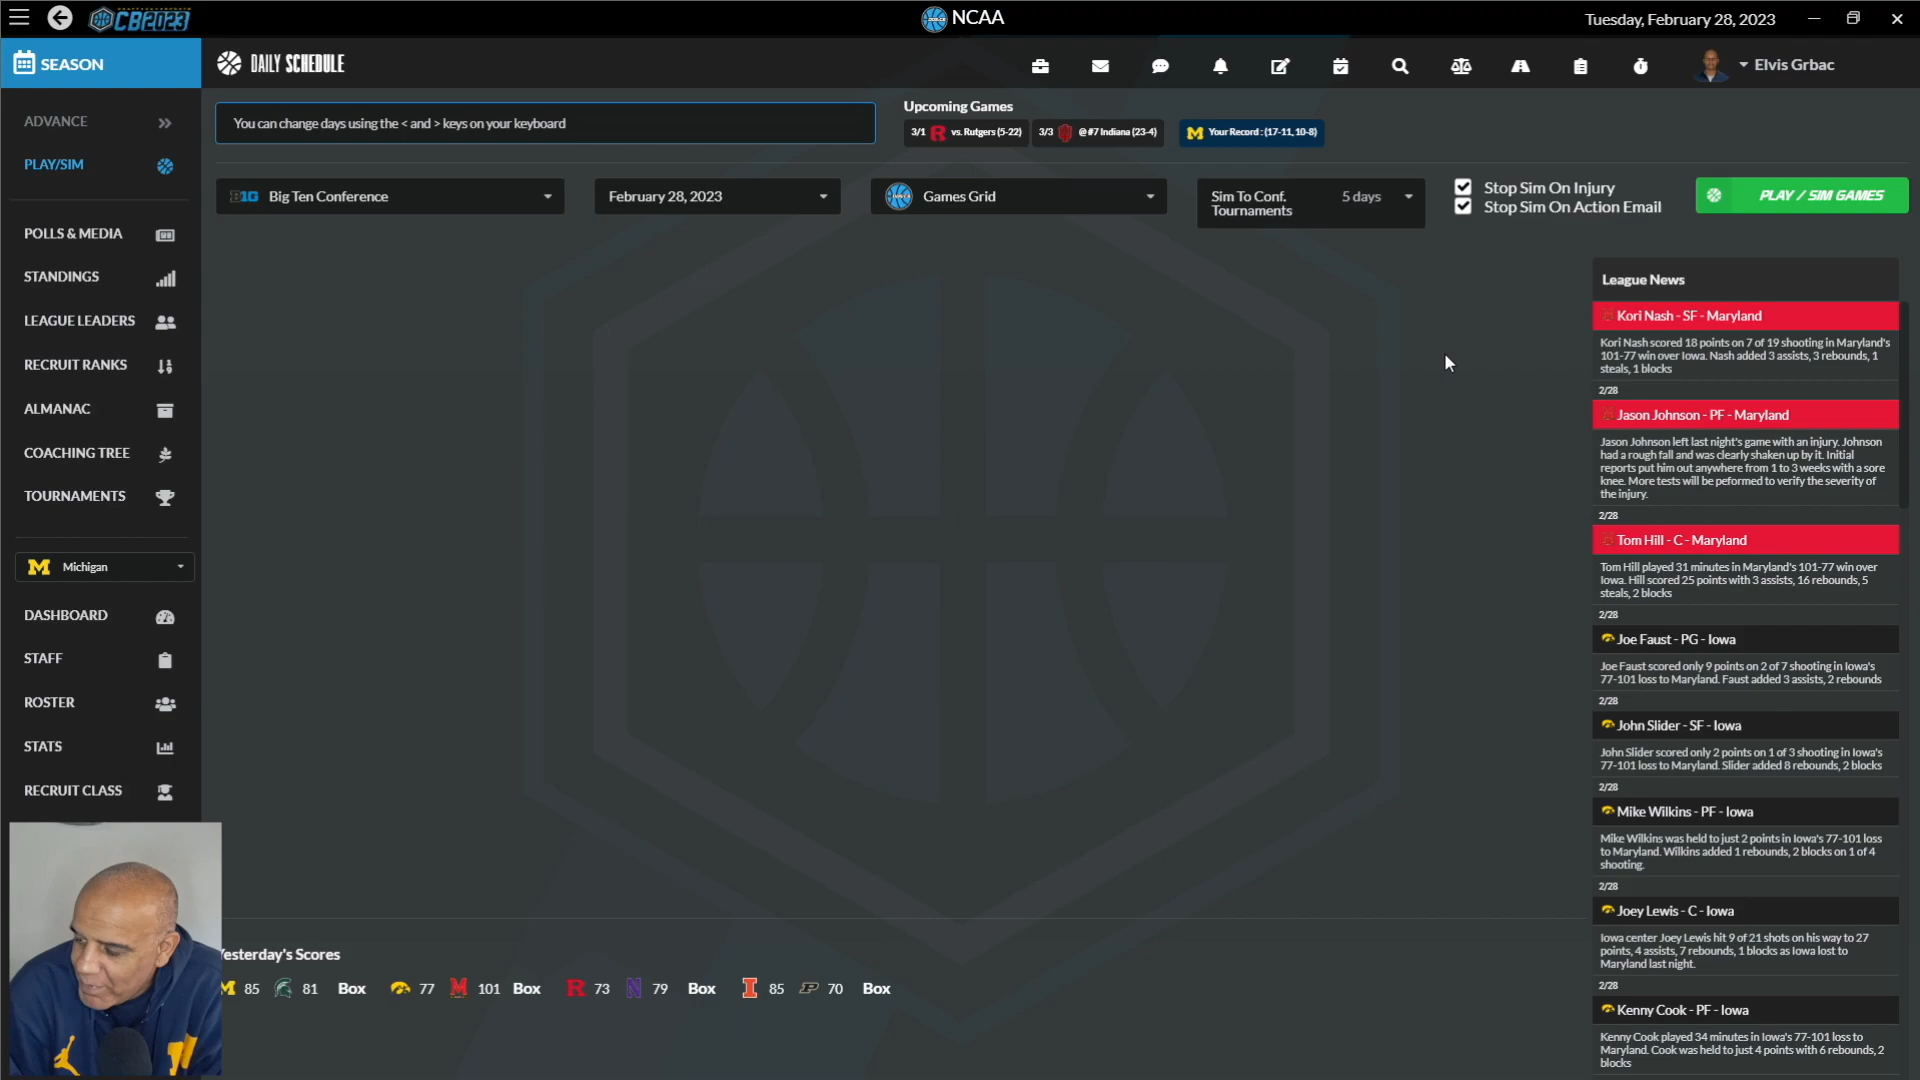 CB2023
NCAA
Tuesday, February 28, 2023
SEASON
DAILY SCHEDULE
Elvis Grbac
ADVANCE
PLAY/SIM
POLLS & MEDIA
STANDINGS
LEAGUE LEADERS
RECRUIT RANKS
ALMANAC
COACHING TREE
TOURNAMENTS
Michigan
DASHBOARD
STAFF
ROSTER
STATS
RECRUIT CLASS
You can change days using the < and > keys on your keyboard
Upcoming Games
3/1 R vs. Rutgers (5-22) 3/3 @ #7 Indiana (23-4) M Your Record : (17-11, 10-8)
B1G Big Ten Conference
February 28, 2023
Games Grid
Sim To Conf. Tournaments 5 days
Stop Sim On Injury
Stop Sim On Action Email
PLAY / SIM GAMES
League News
Kori Nash - SF - Maryland
Kori Nash scored 18 points on 7 of 19 shooting in Maryland's
101-77 win over Iowa. Nash added 3 assists, 3 rebounds, 1
steals, 1 blocks
2/28
Jason Johnson - PF - Maryland
Jason Johnson left last night's game with an injury. Johnson
had a rough fall and was clearly shaken up by it. Initial
reports put him out anywhere from 1 to 3 weeks with a sore
knee. More tests will be peformed to verify the severity of
the injury.
2/28
Tom Hill - C - Maryland
Tom Hill played 31 minutes in Maryland's 101-77 win over
Iowa. Hill scored 25 points with 3 assists, 16 rebounds, 5
steals, 2 blocks
2/28
Joe Faust - PG - Iowa
Joe Faust scored only 9 points on 2 of 7 shooting in Iowa's
77-101 loss to Maryland. Faust added 3 assists, 2 rebounds
2/28
John Slider - SF - Iowa
John Slider scored only 2 points on 1 of 3 shooting in Iowa's
77-101 loss to Maryland. Slider added 8 rebounds, 2 blocks
2/28
Mike Wilkins - PF - Iowa
Mike Wilkins was held to just 2 points in Iowa's 77-101 loss
to Maryland. Wilkins added 1 rebounds, 2 blocks on 1 of 4
shooting.
2/28
Joey Lewis - C - Iowa
Iowa center Joey Lewis hit 9 of 21 shots on his way to 27
points, 4 assists, 7 rebounds, 1 blocks as Iowa lost to
Maryland last night.
2/28
Kenny Cook - PF - Iowa
Kenny Cook played 34 minutes in Iowa's 77-101 loss to
Maryland. Cook was held to just 4 points with 6 rebounds, 2
blocks
Yesterday's Scores
M 85 81 Box 77 M 101 Box R 73 N 79 Box I 85 P 70 Box